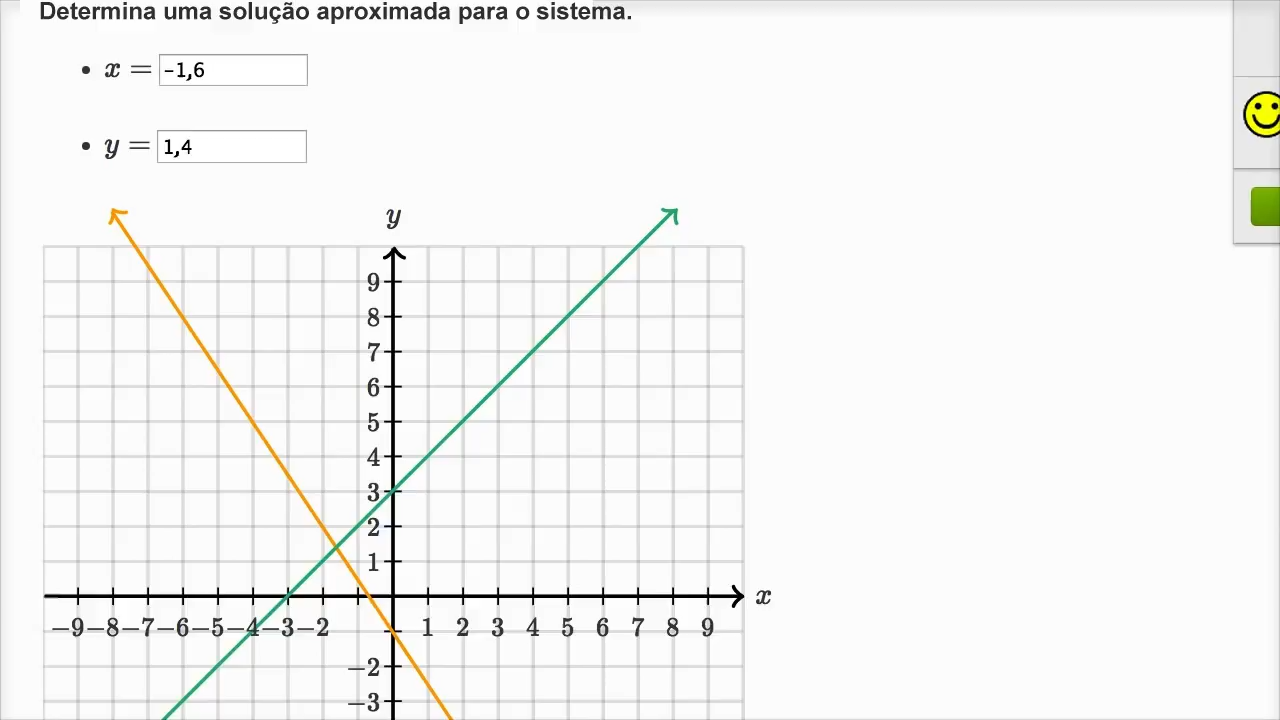 Determina uma solução aproximada para o sistema.
• x = -1,6
• y = 1,4
y
9
8
7
6
5
4
3
2
1
x
−9 −8 −7 −6 −5 −4 −3 −2 1 2 3 4 5 6 7 8 9
−2
−3